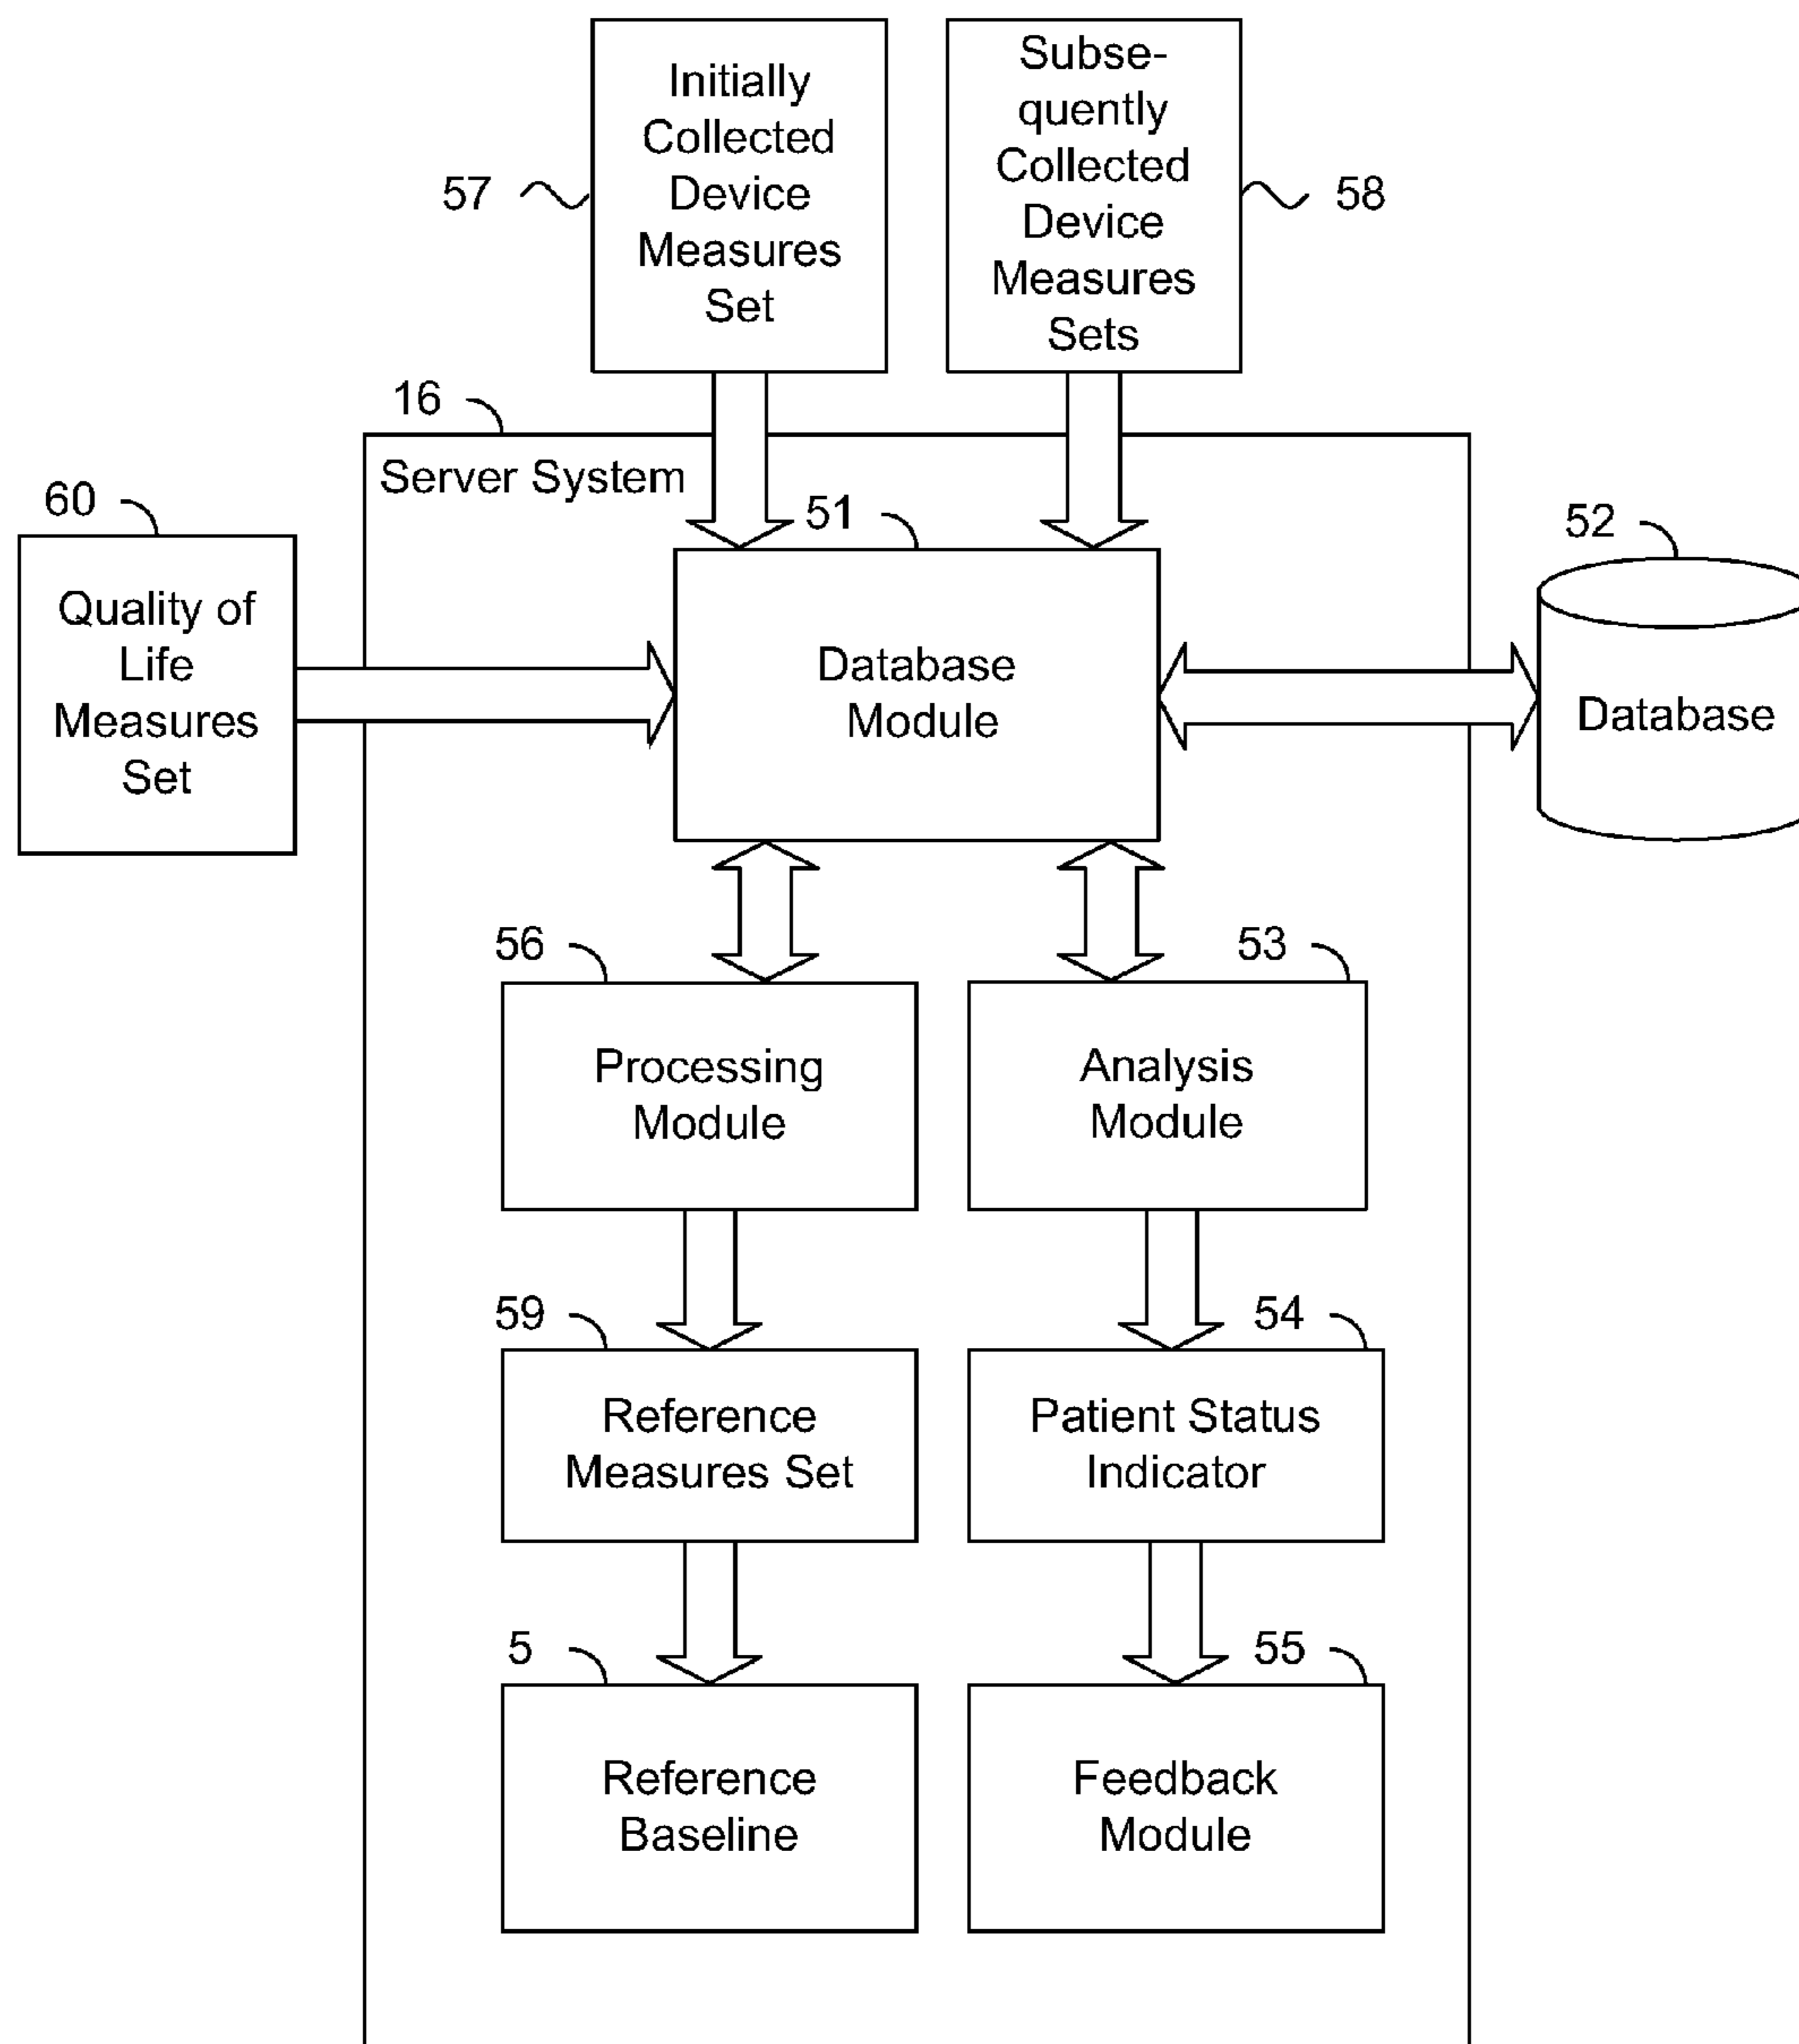 Initially
Collected
Device
Measures
Set
57
Subse-
quently
Collected
Device
Measures
Sets
58
16
Server System
60
Quality of
Life
Measures
Set
51
Database
Module
52
Database
56
Processing
Module
53
Analysis
Module
59
Reference
Measures Set
54
Patient Status
Indicator
5
Reference
Baseline
55
Feedback
Module